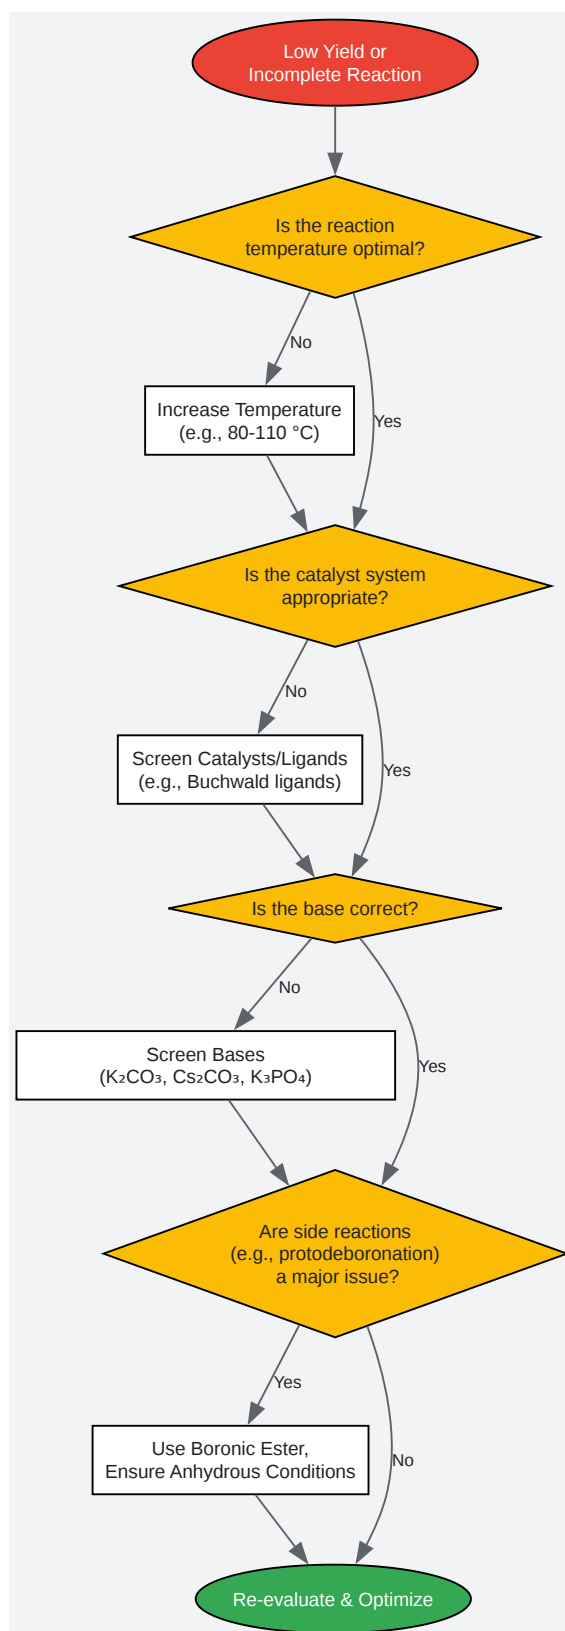 Low Yield or
Incomplete Reaction
Is the reaction
temperature optimal?
No
Increase Temperature
(e.g., 80-110 °C)
Yes
Is the catalyst system
appropriate?
No
Screen Catalysts/Ligands
(e.g., Buchwald ligands)
Yes
Is the base correct?
No
Screen Bases
(K₂CO₃, Cs₂CO₃, K₃PO₄)
Yes
Are side reactions
(e.g., protodeboronation)
a major issue?
Yes
Use Boronic Ester,
Ensure Anhydrous Conditions
No
Re-evaluate & Optimize